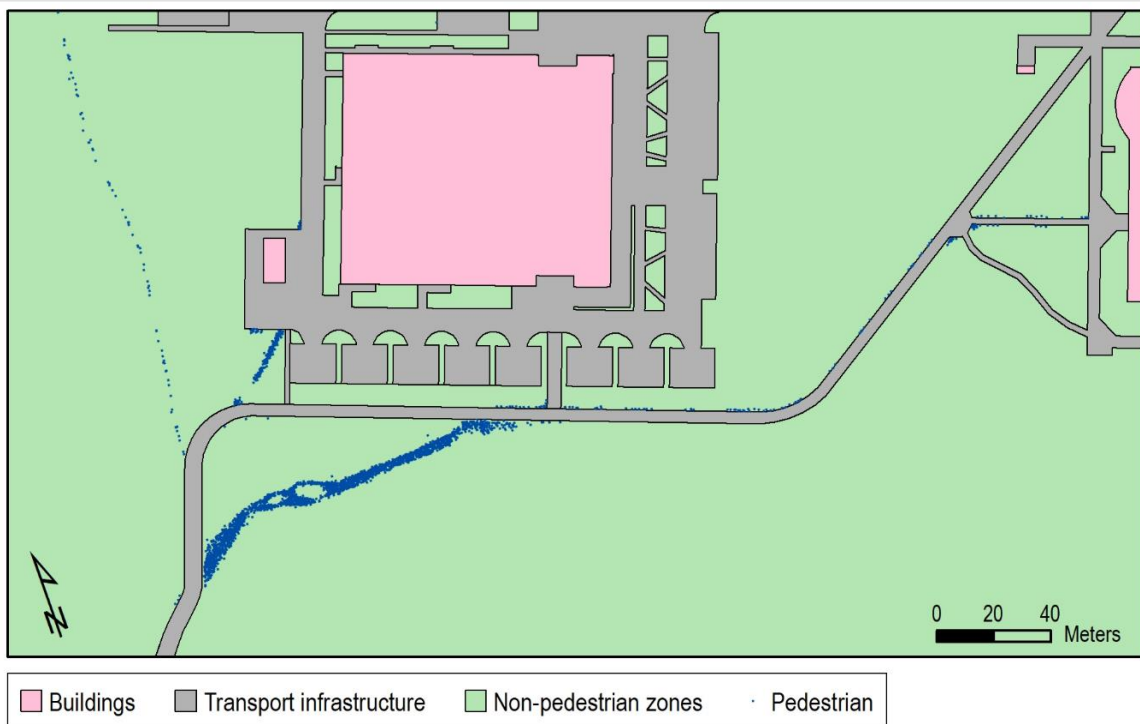 N
0 20 40
Meters
Buildings
Transport infrastructure
Non-pedestrian zones
Pedestrian